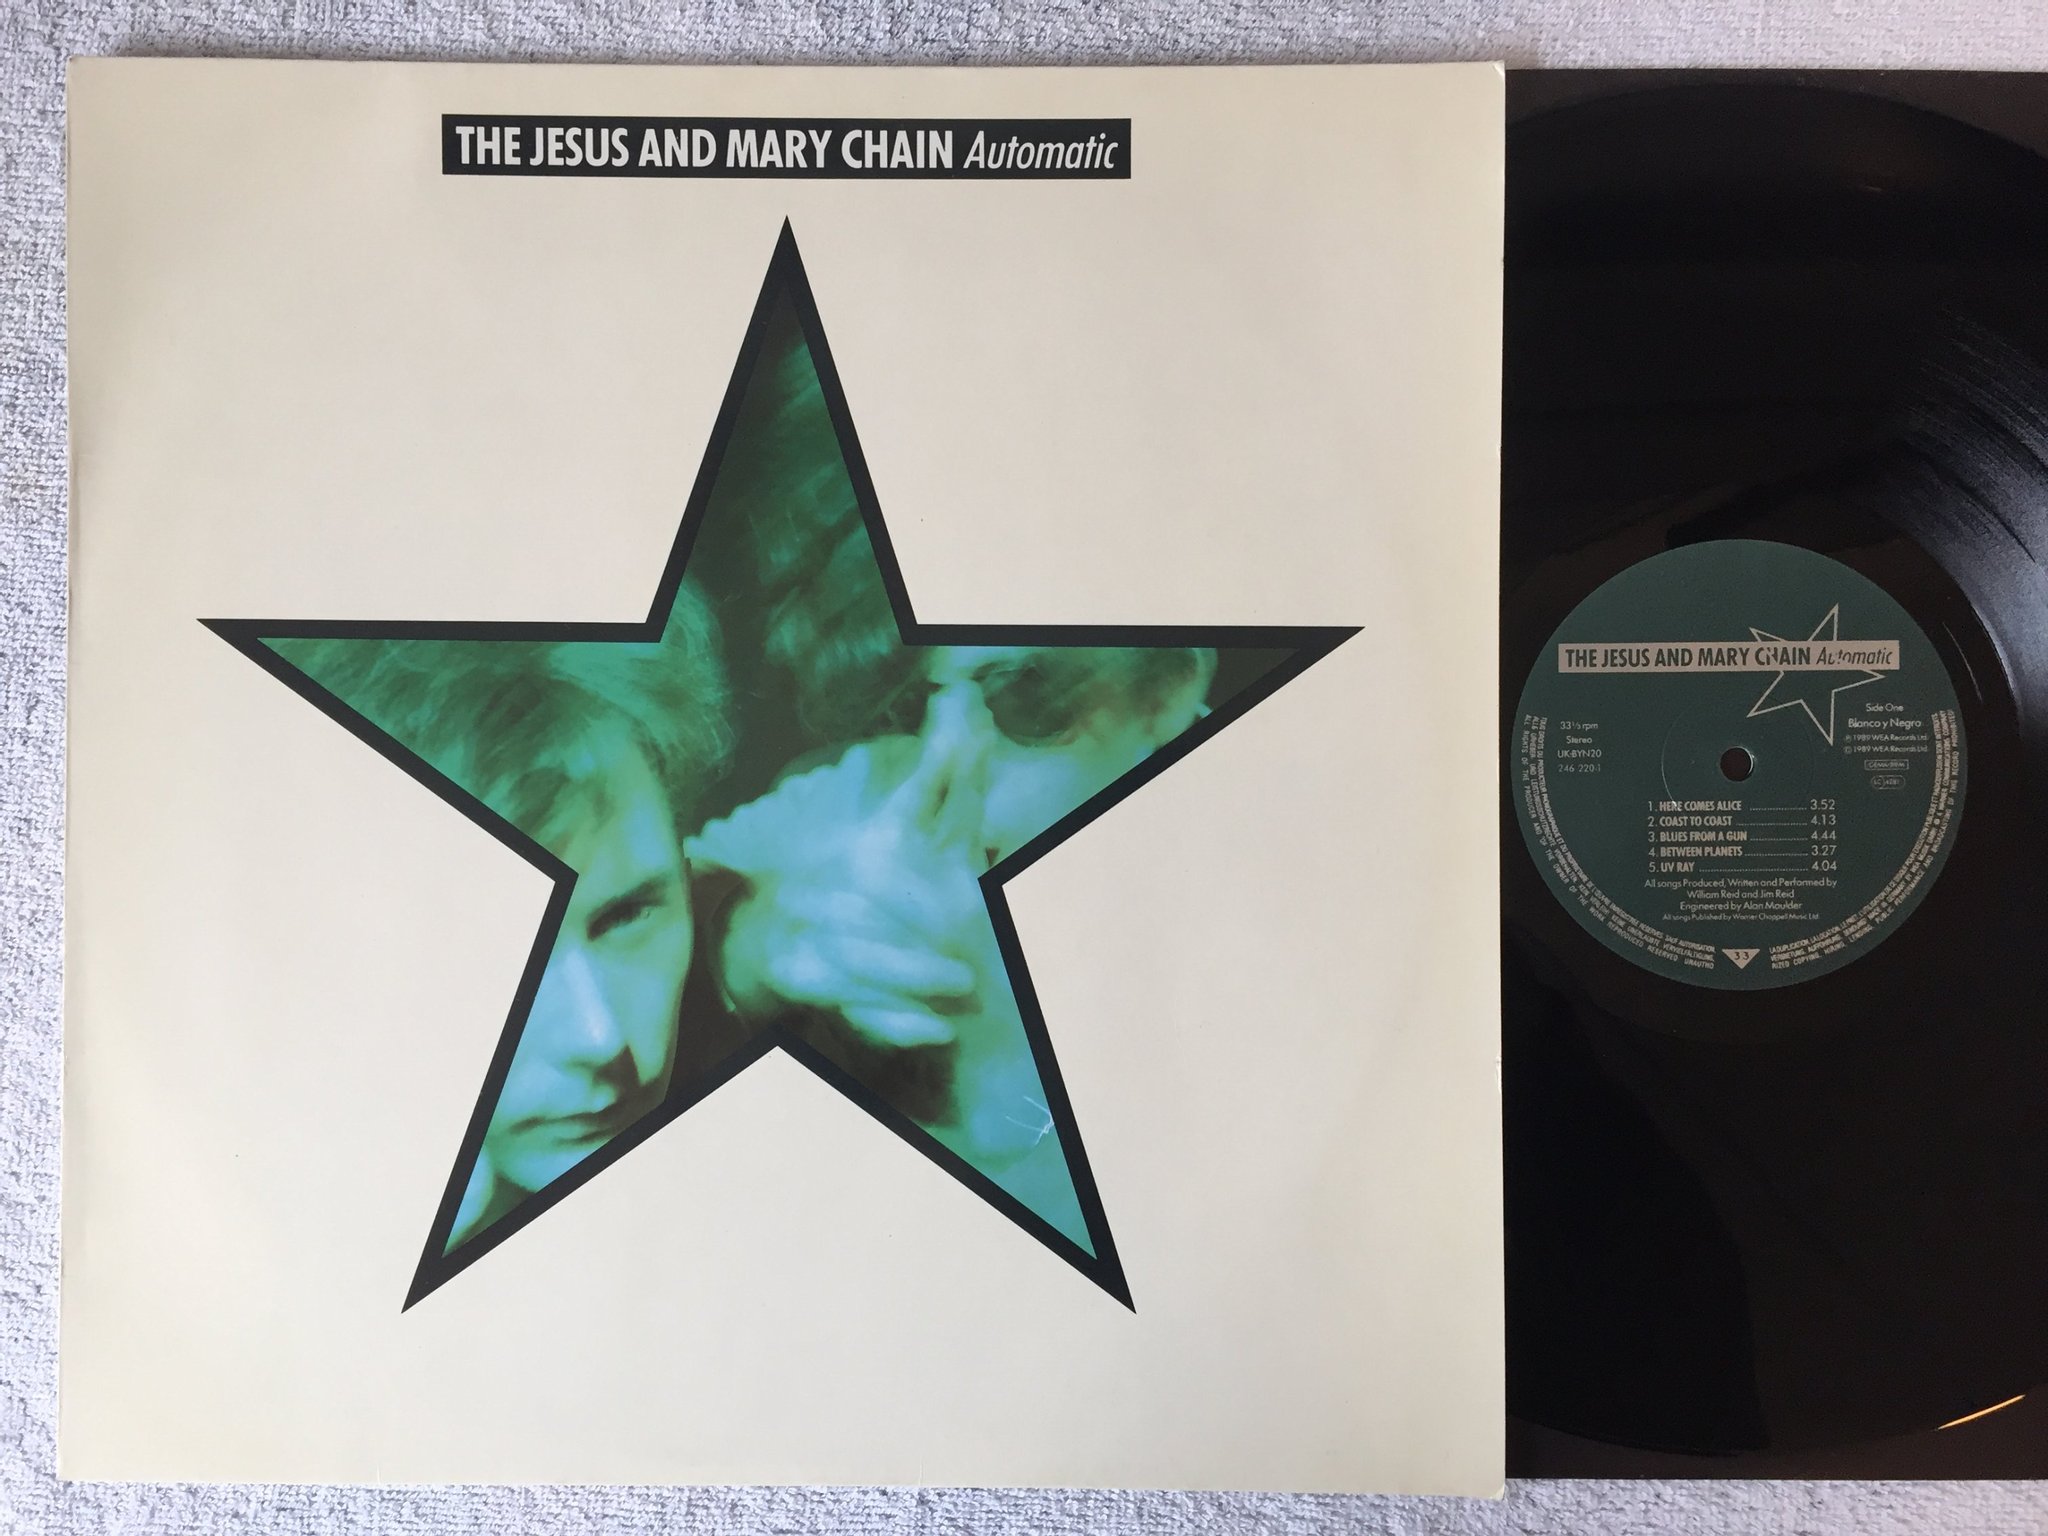 THE JESUS AND MARY CHAIN Automatic
THE JESUS AND MARY CHAIN Automatic
33⅓ rpm
Stereo
UK·BYN20
246 220-1
Side One
Blanco y Negro
Ⓟ 1989 WEA Records Ltd.
© 1989 WEA Records Ltd.
GEMA-BIEM
LC 4281
1. HERE COMES ALICE 3.52
2. COAST TO COAST 4.13
3. BLUES FROM A GUN 4.44
4. BETWEEN PLANETS 3.27
5. UV RAY 4.04
All songs Produced, Written and Performed by
William Reid and Jim Reid
Engineered by Alan Moulder
All songs Published by Warner Chappell Music Ltd.
33